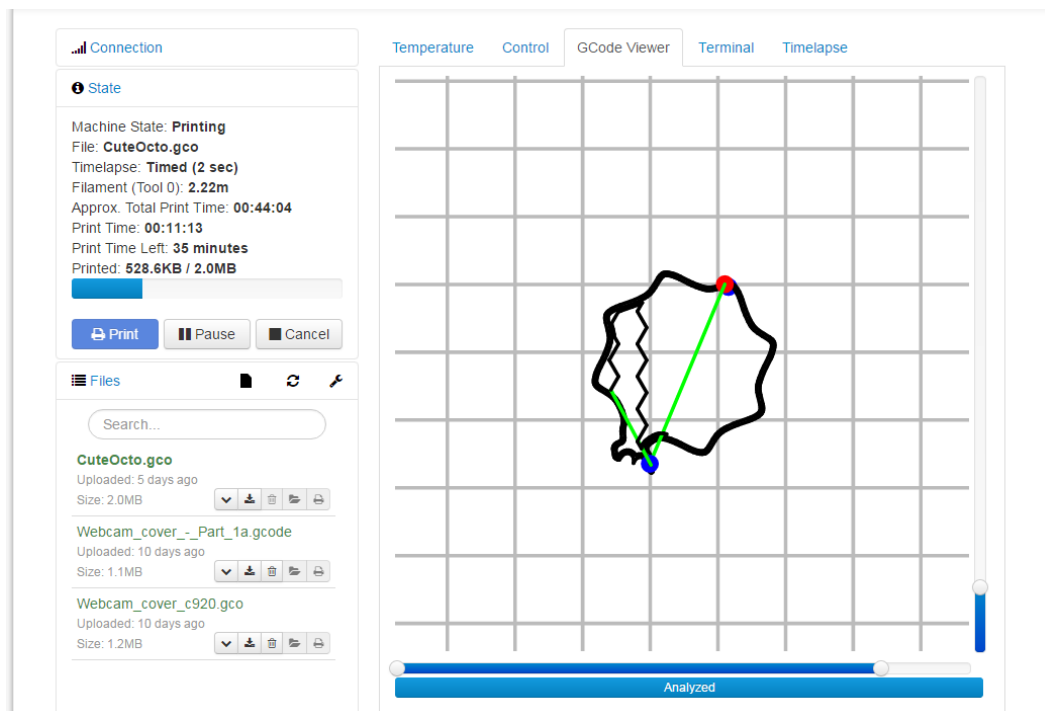 Connection
State
Machine State: Printing
File: CuteOcto.gco
Timelapse: Timed (2 sec)
Filament (Tool 0): 2.22m
Approx. Total Print Time: 00:44:04
Print Time: 00:11:13
Print Time Left: 35 minutes
Printed: 528.6KB / 2.0MB
Print Pause Cancel
Files
Search...
CuteOcto.gco
Uploaded: 5 days ago
Size: 2.0MB
Webcam_cover_-_Part_1a.gcode
Uploaded: 10 days ago
Size: 1.1MB
Webcam_cover_c920.gco
Uploaded: 10 days ago
Size: 1.2MB
Temperature Control GCode Viewer Terminal Timelapse
Analyzed